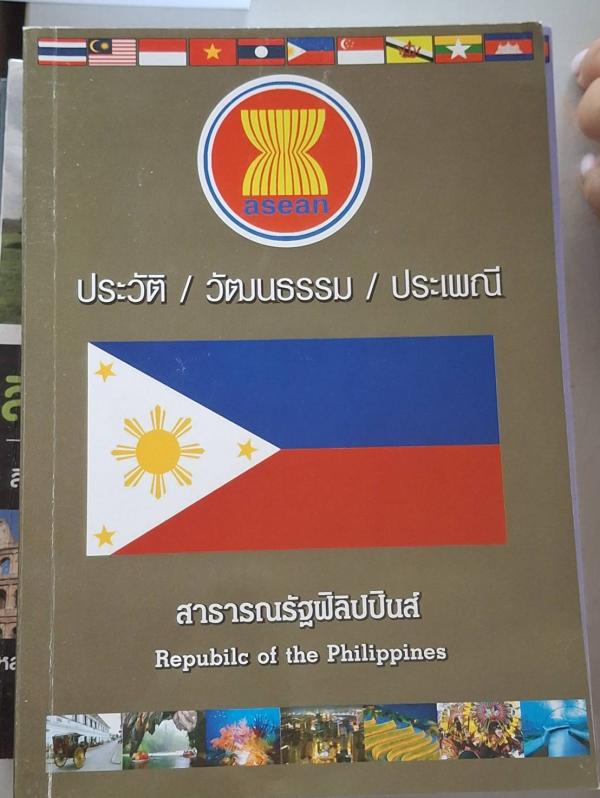 asean
ประวัติ / วัฒนธรรม / ประเพณี
สาธารณรัฐฟิลิปปินส์
Repubilc of the Philippines